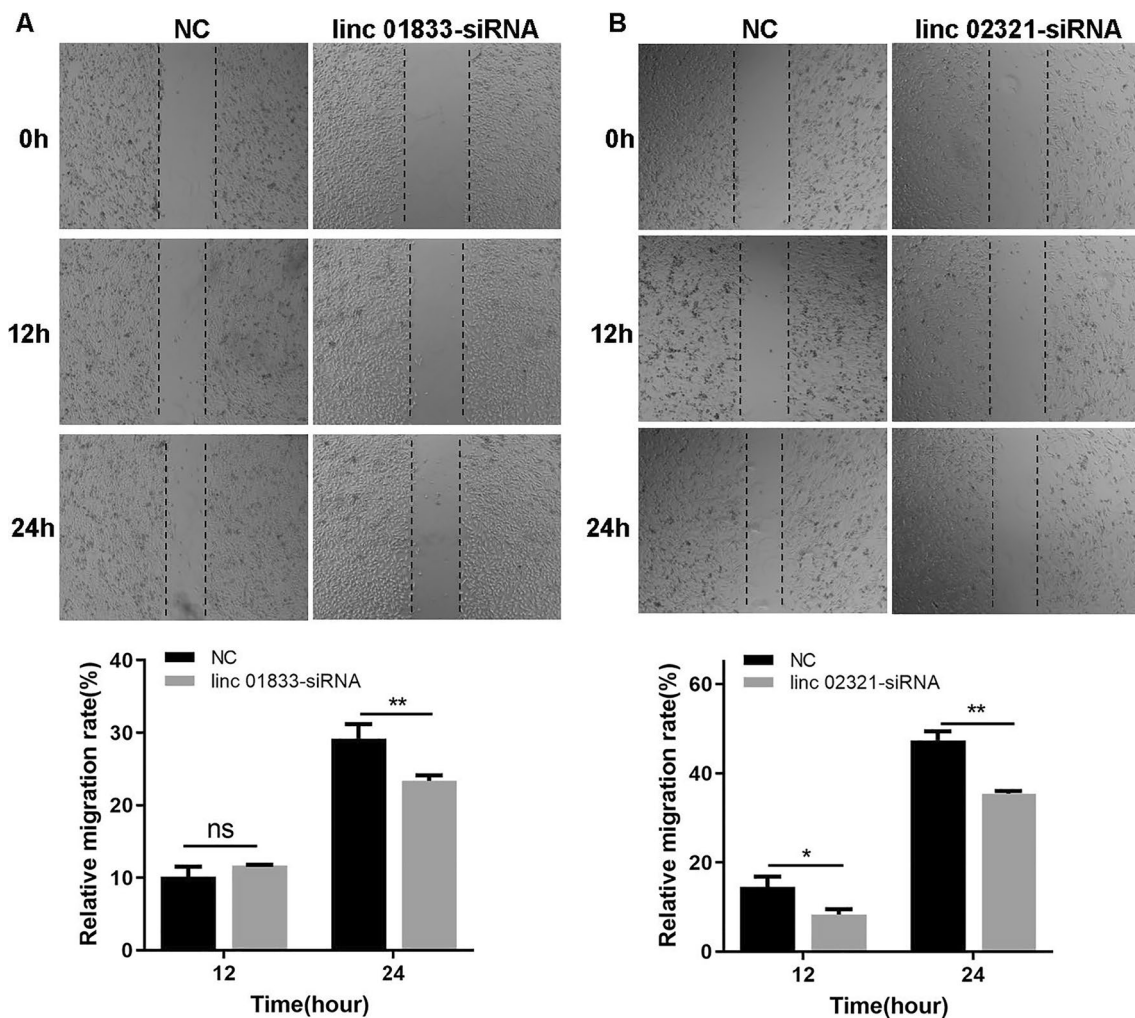 A
NC
linc 01833-siRNA
0h
12h
24h
Relative migration rate(%)
40
30
20
10
0
NC
linc 01833-siRNA
ns
**
12
24
Time(hour)
B
NC
linc 02321-siRNA
0h
12h
24h
Relative migration rate(%)
60
40
20
0
NC
linc 02321-siRNA
*
**
12
24
Time(hour)